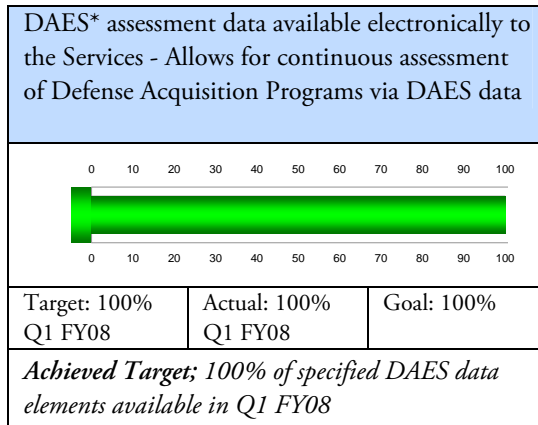 DAES* assessment data available electronically to
the Services - Allows for continuous assessment
of Defense Acquisition Programs via DAES data
0 10 20 30 40 50 60 70 80 90 100
0 10 20 30 40 50 60 70 80 90 100
Target: 100% Actual: 100% Goal: 100%
Q1 FY08 Q1 FY08
Achieved Target; 100% of specified DAES data
elements available in Q1 FY08